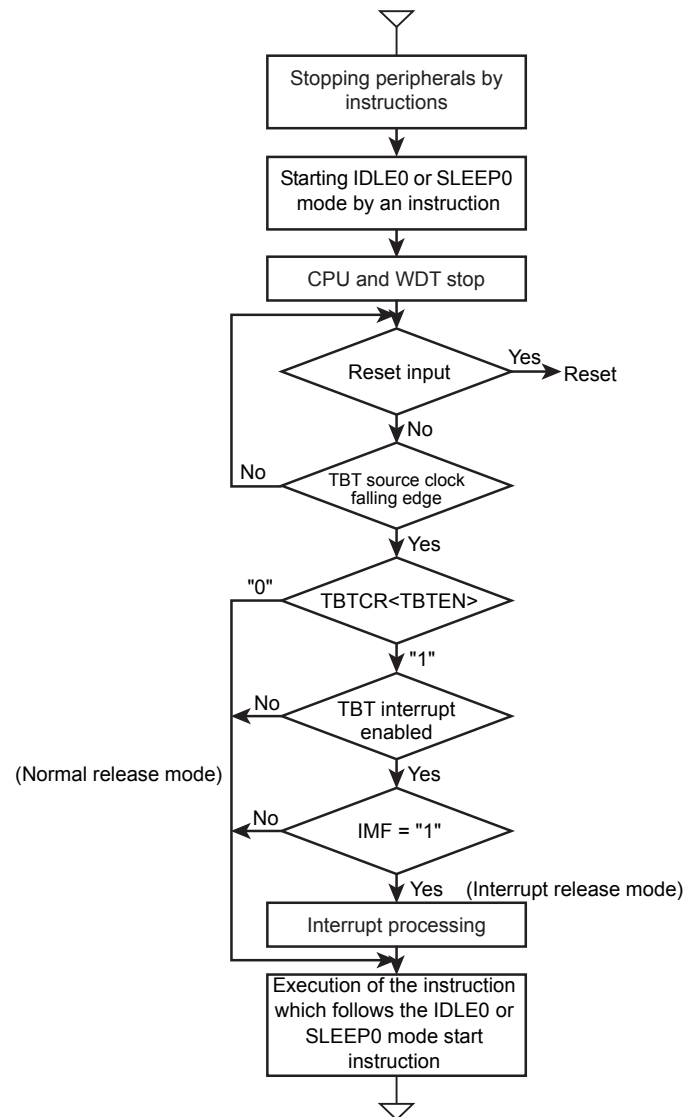 Stopping peripherals by
instructions
Starting IDLE0 or SLEEP0
mode by an instruction
CPU and WDT stop
Reset input
Yes
Reset
No
No
TBT source clock
falling edge
Yes
"0"
TBTCR<TBTEN>
"1"
No
TBT interrupt
enabled
(Normal release mode)
Yes
No
IMF = "1"
Yes
(Interrupt release mode)
Interrupt processing
Execution of the instruction
which follows the IDLE0 or
SLEEP0 mode start
instruction